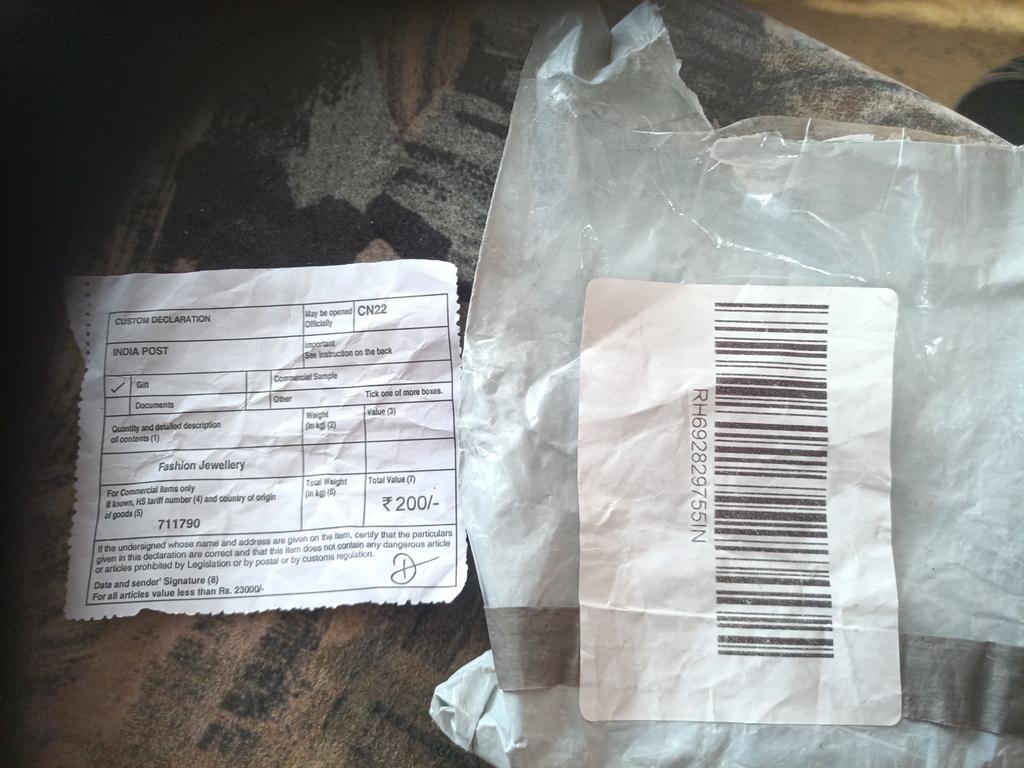 CUSTOM DECLARATION
May be opened
Officially
CN22
INDIA POST
Important
See instruction on the back
✓ Gift
Commercial Sample
Documents
Other
Tick one of more boxes.
Quantity and detailed description
of contents (1)
Weight
(in kg) (2)
Value (3)
Fashion Jewellery
For Commercial items only
If known, HS tariff number (4) and country of origin
of goods (5)
711790
Total Weight
(in kg) (6)
Total Value (7)
₹200/-
If the undersigned whose name and address are given on the item, certify that the particulars
given in this declaration are correct and that this item does not contain any dangerous article
or articles prohibited by Legislation or by postal or by customs regulation.
Date and sender' Signature (8)
For all articles value less than Rs. 23000/-
RH692829755IN